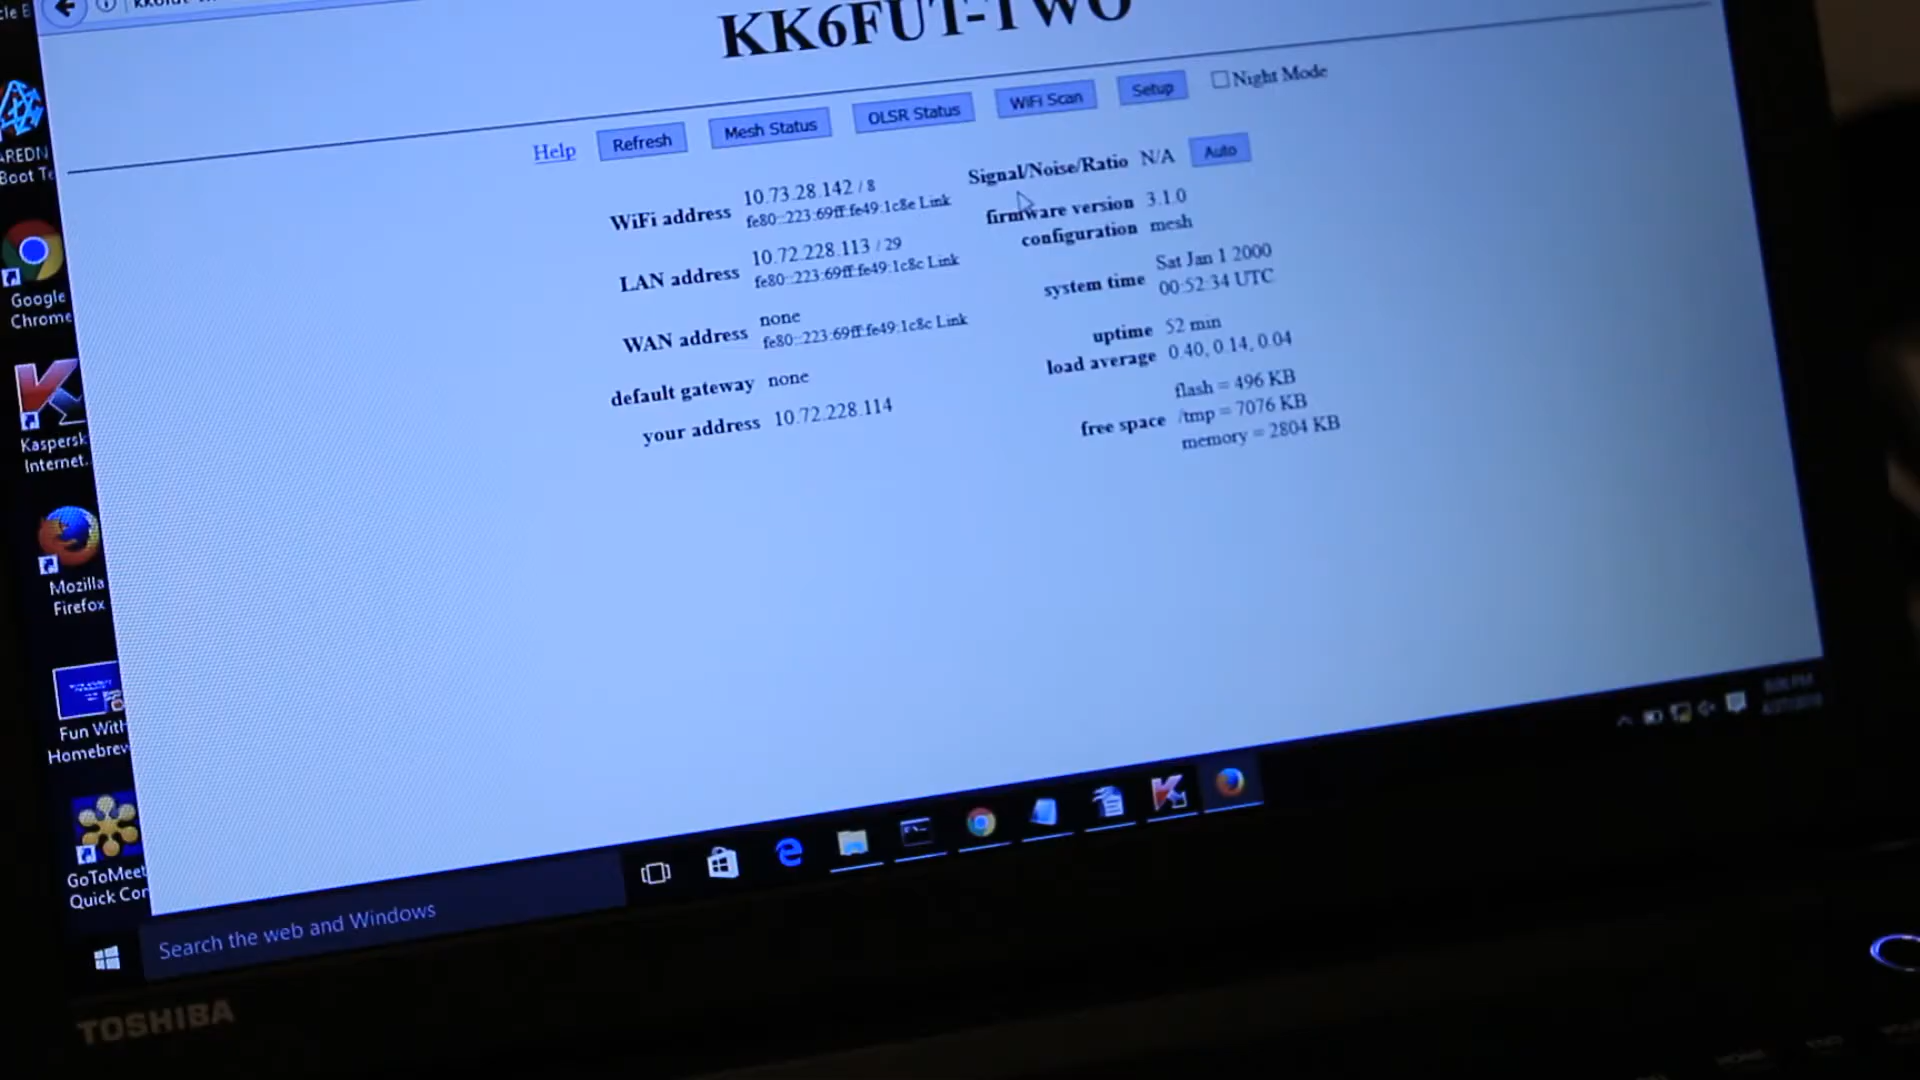 KK6FUT-TWO
Help Refresh Mesh Status OLSR Status WiFi Scan Setup Night Mode
Signal/Noise/Ratio N/A Auto
WiFi address 10.73.28.142 / 8
fe80::223:69ff:fe49:1c8e Link
firmware version 3.1.0
configuration mesh
LAN address 10.72.228.113 / 29
fe80::223:69ff:fe49:1c8c Link
system time Sat Jan 1 2000
00:52:34 UTC
WAN address none
fe80::223:69ff:fe49:1c8c Link
uptime 52 min
load average 0.40, 0.14, 0.04
default gateway none
your address 10.72.228.114
free space flash = 496 KB
/tmp = 7076 KB
memory = 2804 KB
AREDN
Boot Te
Google
Chrome
Kaspersk
Internet...
Mozilla
Firefox
Fun With
Homebrew
GoToMeet
Quick Con
Search the web and Windows
TOSHIBA